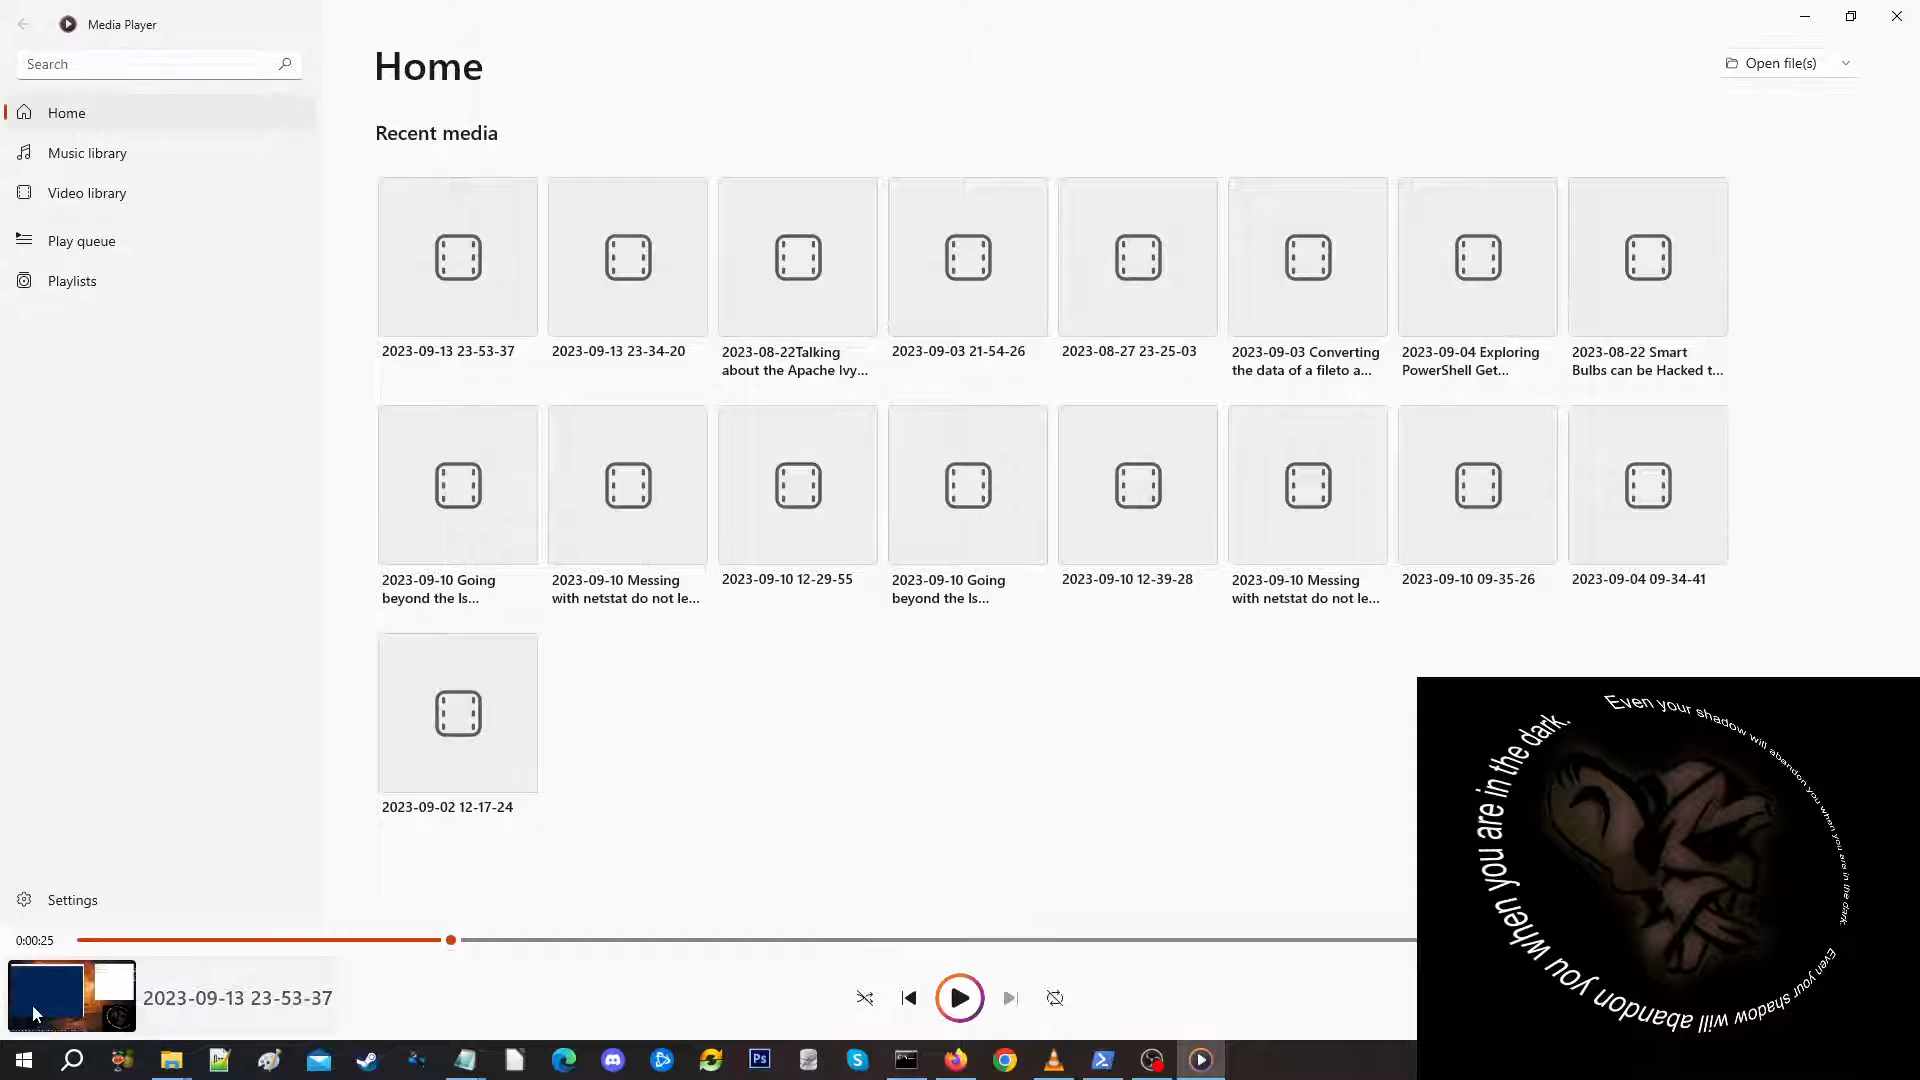 Media Player
Search
Home
Open file(s)
Home
Recent media
Music library
Video library
Play queue
Playlists
2023-09-13 23-53-37
2023-09-13 23-34-20
2023-08-22Talking
about the Apache Ivy...
2023-09-03 21-54-26
2023-08-27 23-25-03
2023-09-03 Converting
the data of a fileto a...
2023-09-04 Exploring
PowerShell Get...
2023-08-22 Smart
Bulbs can be Hacked t...
2023-09-10 Going
beyond the ls...
2023-09-10 Messing
with netstat do not le...
2023-09-10 12-29-55
2023-09-10 Going
beyond the ls...
2023-09-10 12-39-28
2023-09-10 Messing
with netstat do not le...
2023-09-10 09-35-26
2023-09-04 09-34-41
2023-09-02 12-17-24
Even your shadow will abandon you when you are in the dark.
Even your shadow will abandon you when you are in the dark.
Settings
0:00:25
2023-09-13 23-53-37
Ps